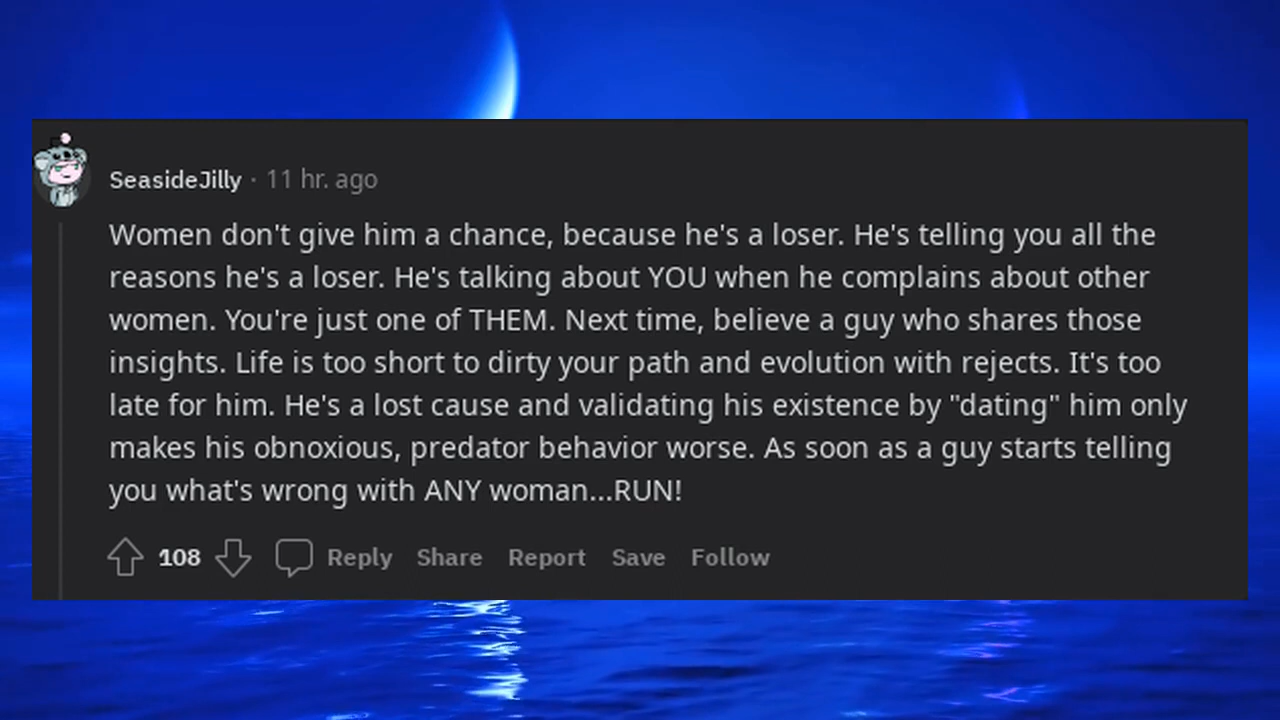 SeasideJilly · 11 hr. ago
Women don't give him a chance, because he's a loser. He's telling you all the
reasons he's a loser. He's talking about YOU when he complains about other
women. You're just one of THEM. Next time, believe a guy who shares those
insights. Life is too short to dirty your path and evolution with rejects. It's too
late for him. He's a lost cause and validating his existence by "dating" him only
makes his obnoxious, predator behavior worse. As soon as a guy starts telling
you what's wrong with ANY woman...RUN!
108 Reply Share Report Save Follow